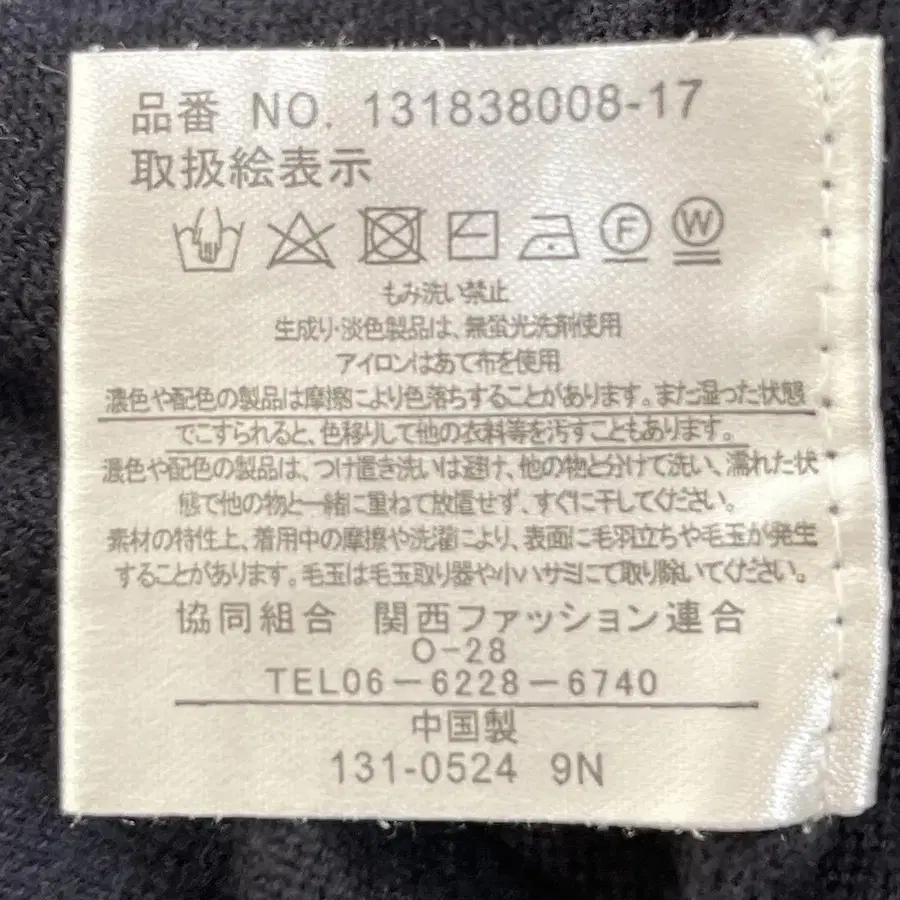 品番 NO. 131838008-17
取扱絵表示
F W
もみ洗い禁止
生成り・淡色製品は、無蛍光洗剤使用
アイロンはあて布を使用
濃色や配色の製品は摩擦により色落ちすることがあります。また湿った状態
でこすられると、色移りして他の衣料等を汚すこともあります。
濃色や配色の製品は、つけ置き洗いは避け、他の物と分けて洗い、濡れた状
態で他の物と一緒に重ねて放置せず、すぐに干してください。
素材の特性上、着用中の摩擦や洗濯により、表面に毛羽立ちや毛玉が発生
することがあります。毛玉は毛玉取り器や小ハサミにて取り除いてください。
協同組合 関西ファッション連合
O-28
TEL06-6228-6740
中国製
131-0524 9N